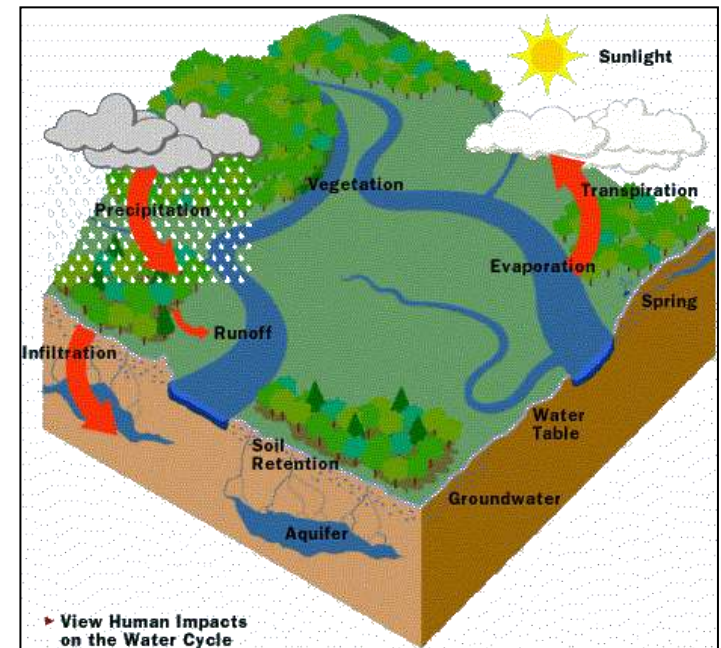 Sunlight
Vegetation
Transpiration
Precipitation
Evaporation
Spring
Runoff
Infiltration
Water
Table
Soil
Retention
Groundwater
Aquifer
View Human Impacts
on the Water Cycle